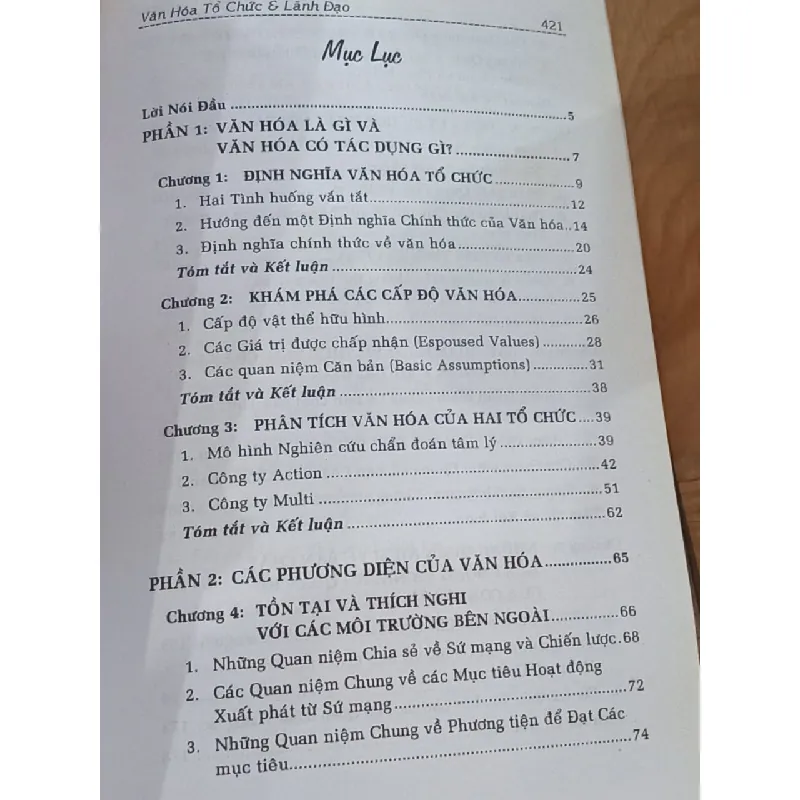 Văn Hóa Tổ Chức & Lãnh Đạo 421
Mục Lục
Lời Nói Đầu ........ 5
PHẦN 1: VĂN HÓA LÀ GÌ VÀ
VĂN HÓA CÓ TÁC DỤNG GÌ? ........ 7
Chương 1: ĐỊNH NGHĨA VĂN HÓA TỔ CHỨC ........ 9
1. Hai Tình huống vấn tắt ........ 12
2. Hướng đến một Định nghĩa Chính thức của Văn hóa..14
3. Định nghĩa chính thức về văn hóa ........ 20
Tóm tắt và Kết luận ........ 24
Chương 2: KHÁM PHÁ CÁC CẤP ĐỘ VĂN HÓA ........ 25
1. Cấp độ vật thể hữu hình ........ 26
2. Các Giá trị được chấp nhận (Espoused Values) ........ 28
3. Các quan niệm Căn bản (Basic Assumptions) ........ 31
Tóm tắt và Kết luận ........ 38
Chương 3: PHÂN TÍCH VĂN HÓA CỦA HAI TỔ CHỨC ....39
1. Mô hình Nghiên cứu chẩn đoán tâm lý ........ 39
2. Công ty Action ........ 42
3. Công ty Multi ........ 51
Tóm tắt và Kết luận ........ 62
PHẦN 2: CÁC PHƯƠNG DIỆN CỦA VĂN HÓA ........ 65
Chương 4: TỒN TẠI VÀ THÍCH NGHI
VỚI CÁC MÔI TRƯỜNG BÊN NGOÀI ........ 66
1. Những Quan niệm Chia sẻ về Sứ mạng và Chiến lược.68
2. Các Quan niệm Chung về các Mục tiêu Hoạt động
Xuất phát từ Sứ mạng ........ 72
3. Những Quan niệm Chung về Phương tiện để Đạt Các
mục tiêu ........ 74